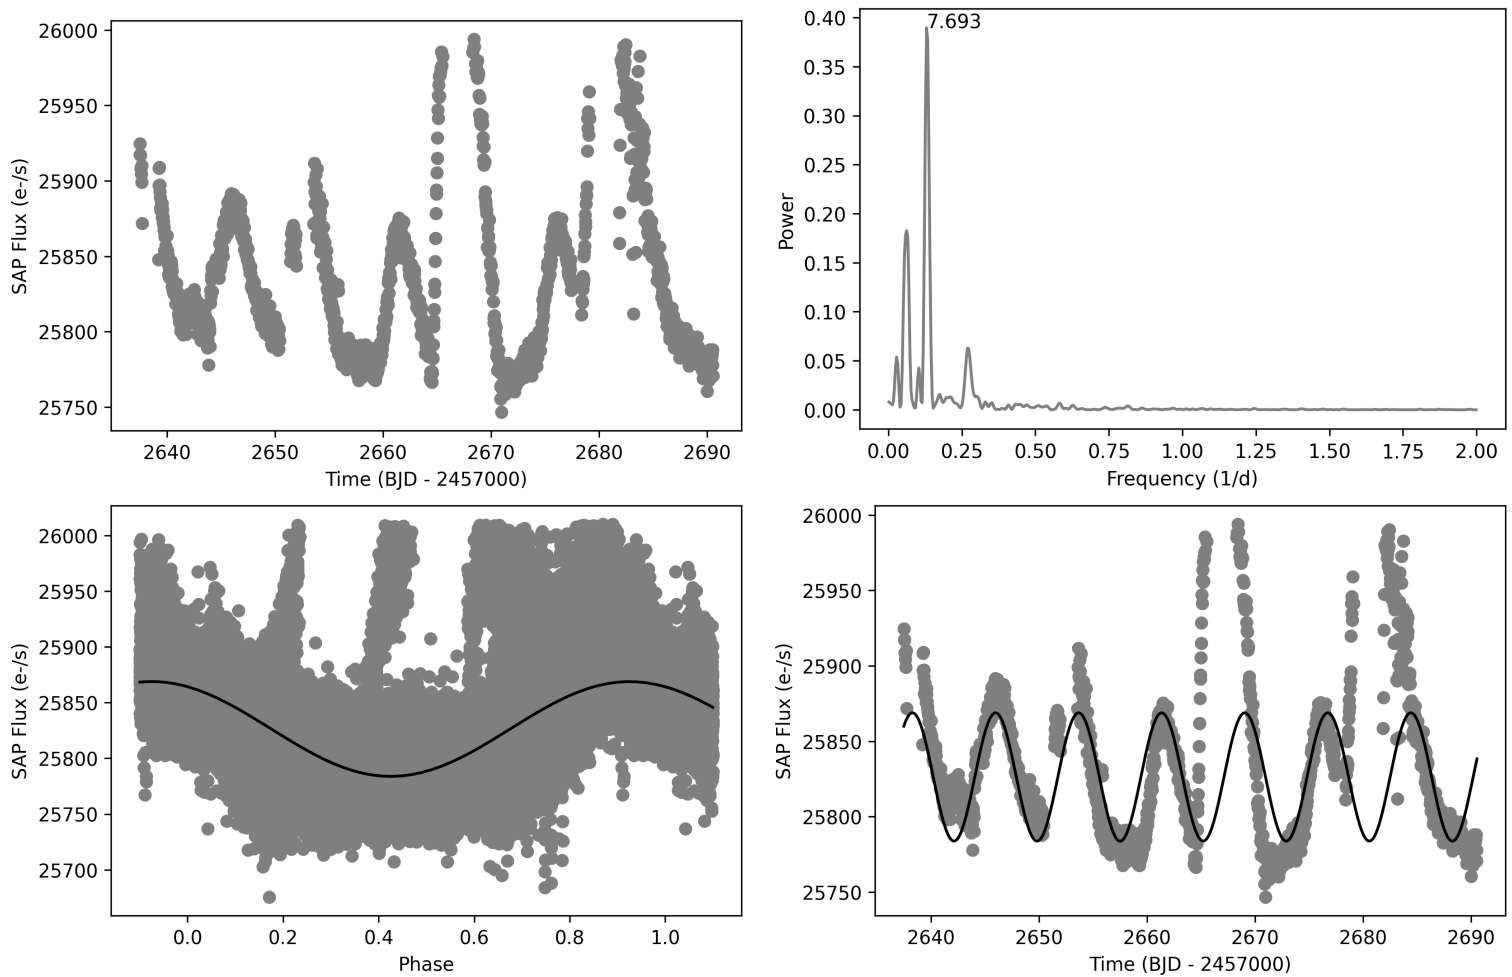 26000
25950
25900
25850
25800
25750
SAP Flux (e-/s)
2640 2650 2660 2670 2680 2690
Time (BJD - 2457000)
7.693
0.40
0.35
0.30
0.25
0.20
0.15
0.10
0.05
0.00
Power
0.00 0.25 0.50 0.75 1.00 1.25 1.50 1.75 2.00
Frequency (1/d)
26000
25950
25900
25850
25800
25750
25700
SAP Flux (e-/s)
0.0 0.2 0.4 0.6 0.8 1.0
Phase
26000
25950
25900
25850
25800
25750
SAP Flux (e-/s)
2640 2650 2660 2670 2680 2690
Time (BJD - 2457000)